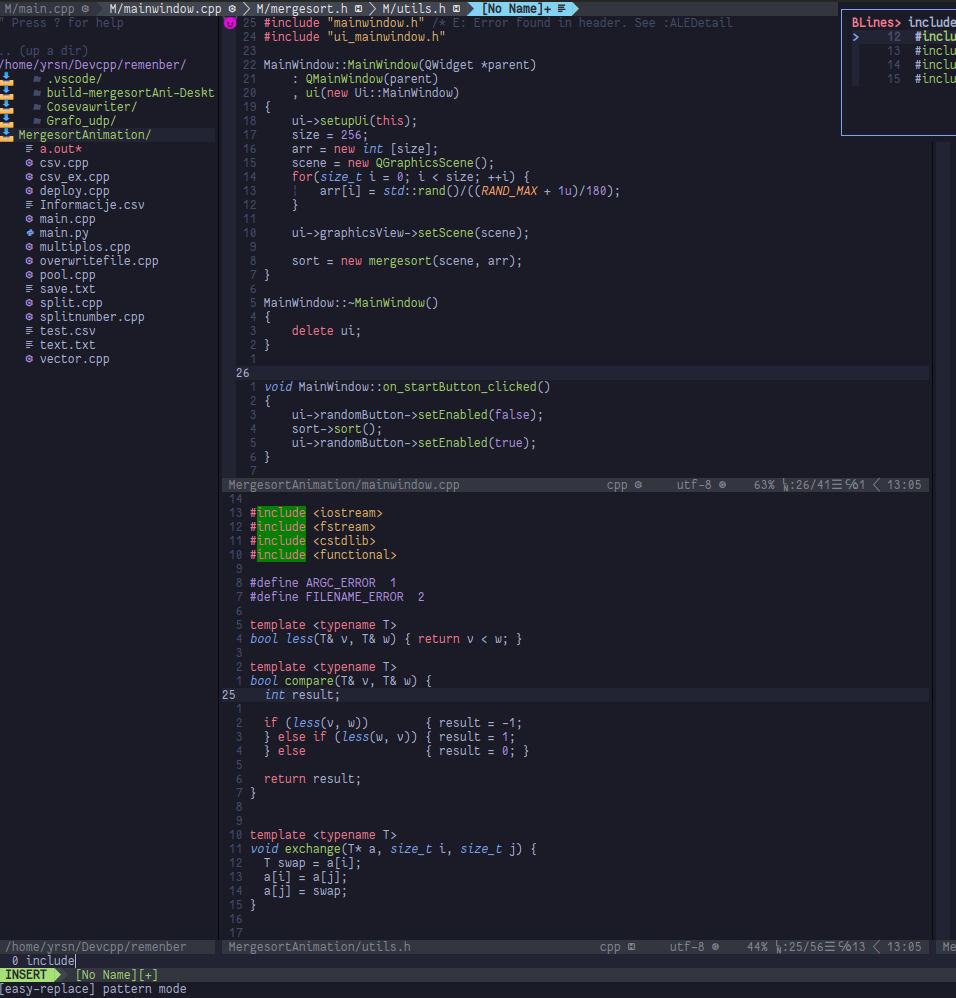 M/main.cpp M/mainwindow.cpp M/mergesort.h M/utils.h [No Name]+
" Press ? for help
.. (up a dir)
/home/yrsn/Devcpp/remenber/
.vscode/
build-mergesortAni-Deskt
Cosevawriter/
Grafo_udp/
MergesortAnimation/
a.out*
csv.cpp
csv_ex.cpp
deploy.cpp
Informacije.csv
main.cpp
main.py
multiplos.cpp
overwritefile.cpp
pool.cpp
save.txt
split.cpp
splitnumber.cpp
test.csv
text.txt
vector.cpp
/home/yrsn/Devcpp/remenber
25 #include "mainwindow.h" /* E: Error found in header. See :ALEDetail
24 #include "ui_mainwindow.h"
23
22 MainWindow::MainWindow(QWidget *parent)
21 : QMainWindow(parent)
20 , ui(new Ui::MainWindow)
19 {
18 ui->setupUi(this);
17 size = 256;
16 arr = new int [size];
15 scene = new QGraphicsScene();
14 for(size_t i = 0; i < size; ++i) {
13 ¦ arr[i] = std::rand()/((RAND_MAX + 1u)/180);
12 }
11
10 ui->graphicsView->setScene(scene);
9
8 sort = new mergesort(scene, arr);
7 }
6
5 MainWindow::~MainWindow()
4 {
3 delete ui;
2 }
1
26
1 void MainWindow::on_startButton_clicked()
2 {
3 ui->randomButton->setEnabled(false);
4 sort->sort();
5 ui->randomButton->setEnabled(true);
6 }
7
MergesortAnimation/mainwindow.cpp cpp utf-8 63% :26/41☰℅1 13:05
14
13 #include <iostream>
12 #include <fstream>
11 #include <cstdlib>
10 #include <functional>
9
8 #define ARGC_ERROR 1
7 #define FILENAME_ERROR 2
6
5 template <typename T>
4 bool less(T& v, T& w) { return v < w; }
3
2 template <typename T>
1 bool compare(T& v, T& w) {
25 int result;
1
2 if (less(v, w)) { result = -1;
3 } else if (less(w, v)) { result = 1;
4 } else { result = 0; }
5
6 return result;
7 }
8
9
10 template <typename T>
11 void exchange(T* a, size_t i, size_t j) {
12 T swap = a[i];
13 a[i] = a[j];
14 a[j] = swap;
15 }
16
17
MergesortAnimation/utils.h cpp utf-8 44% :25/56☰℅13 13:05
BLines> include
> 12 #inclu
13 #inclu
14 #inclu
15 #inclu
Me
0 include
INSERT [No Name][+]
[easy-replace] pattern mode